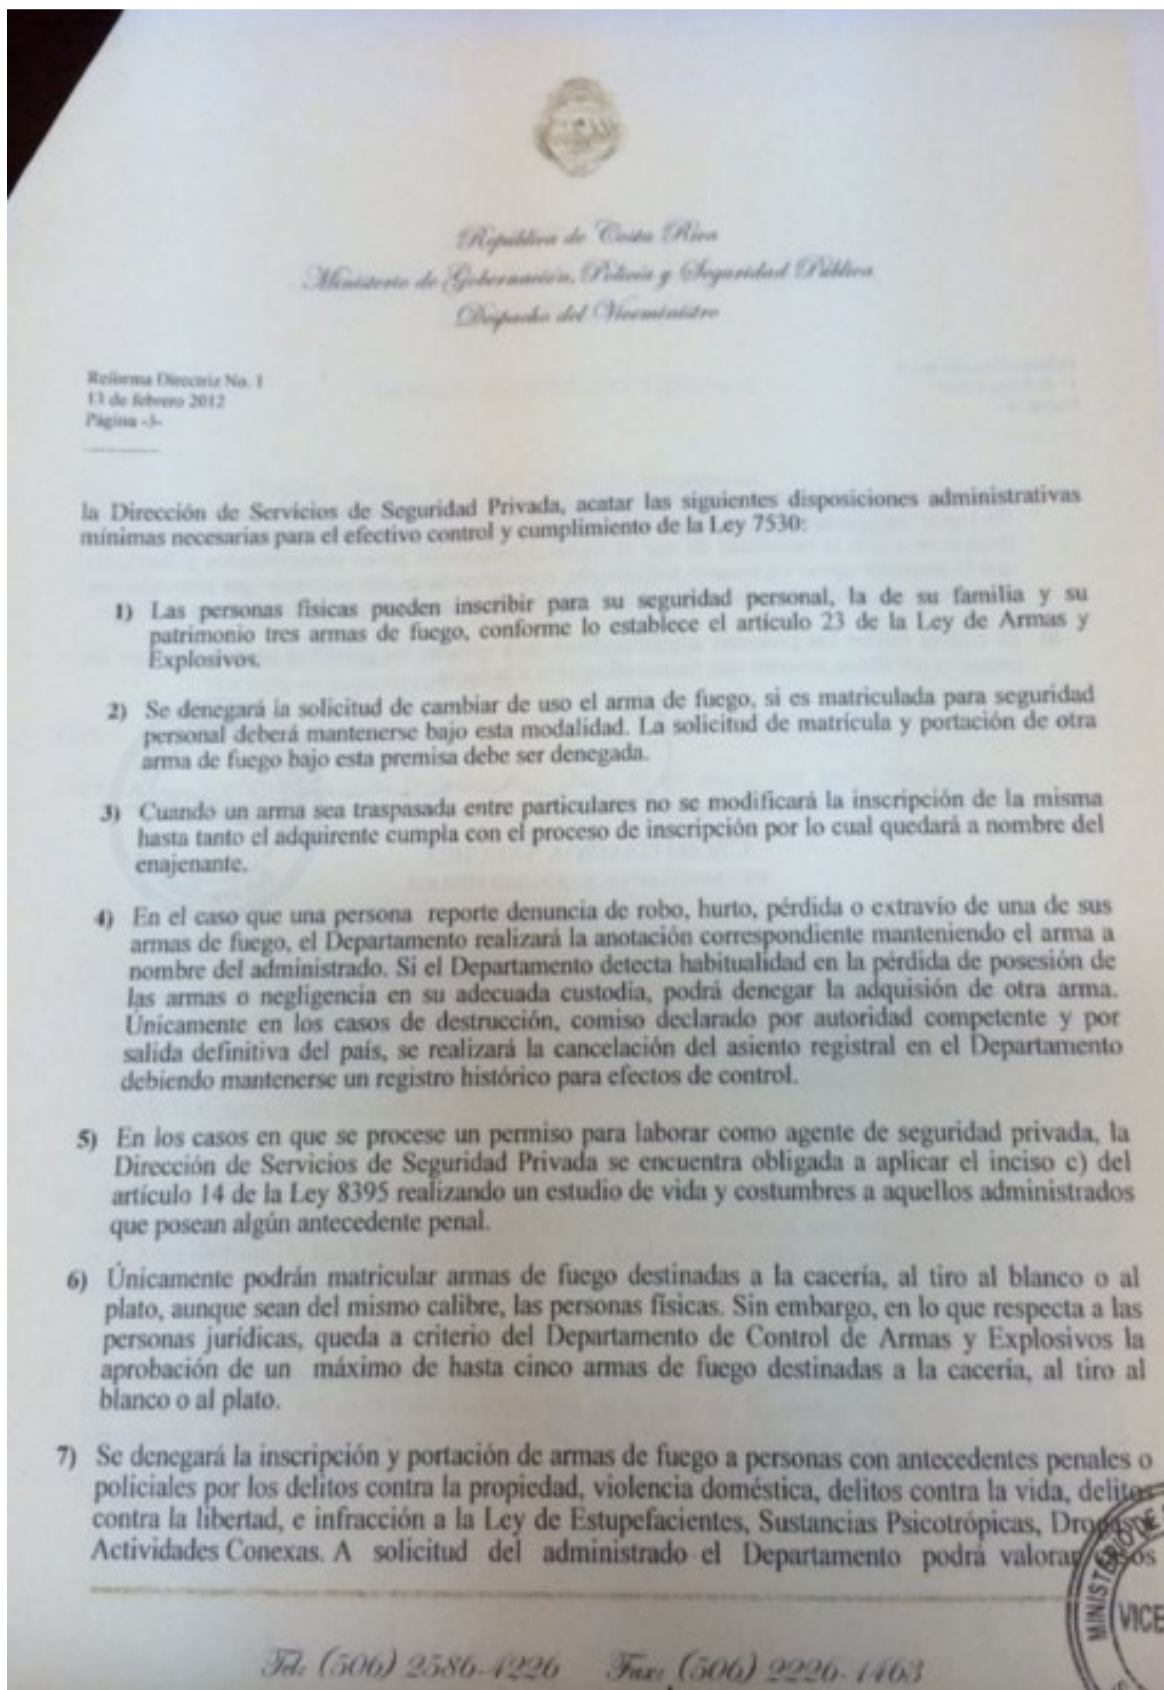 República de Costa Rica
Ministerio de Gobernación, Policía y Seguridad Pública
Despacho del Viceministro
Reforma Directriz No. 1
13 de febrero 2012
Página -3-
la Dirección de Servicios de Seguridad Privada, acatar las siguientes disposiciones administrativas
mínimas necesarias para el efectivo control y cumplimiento de la Ley 7530:
1) Las personas físicas pueden inscribir para su seguridad personal, la de su familia y su
patrimonio tres armas de fuego, conforme lo establece el artículo 23 de la Ley de Armas y
Explosivos.
2) Se denegará la solicitud de cambiar de uso el arma de fuego, si es matriculada para seguridad
personal deberá mantenerse bajo esta modalidad. La solicitud de matrícula y portación de otra
arma de fuego bajo esta premisa debe ser denegada.
3) Cuando un arma sea traspasada entre particulares no se modificará la inscripción de la misma
hasta tanto el adquirente cumpla con el proceso de inscripción por lo cual quedará a nombre del
enajenante.
4) En el caso que una persona reporte denuncia de robo, hurto, pérdida o extravío de una de sus
armas de fuego, el Departamento realizará la anotación correspondiente manteniendo el arma a
nombre del administrado. Si el Departamento detecta habitualidad en la pérdida de posesión de
las armas o negligencia en su adecuada custodia, podrá denegar la adquisión de otra arma.
Únicamente en los casos de destrucción, comiso declarado por autoridad competente y por
salida definitiva del país, se realizará la cancelación del asiento registral en el Departamento
debiendo mantenerse un registro histórico para efectos de control.
5) En los casos en que se procese un permiso para laborar como agente de seguridad privada, la
Dirección de Servicios de Seguridad Privada se encuentra obligada a aplicar el inciso c) del
artículo 14 de la Ley 8395 realizando un estudio de vida y costumbres a aquellos administrados
que posean algún antecedente penal.
6) Únicamente podrán matricular armas de fuego destinadas a la cacería, al tiro al blanco o al
plato, aunque sean del mismo calibre, las personas físicas. Sin embargo, en lo que respecta a las
personas jurídicas, queda a criterio del Departamento de Control de Armas y Explosivos la
aprobación de un máximo de hasta cinco armas de fuego destinadas a la cacería, al tiro al
blanco o al plato.
7) Se denegará la inscripción y portación de armas de fuego a personas con antecedentes penales o
policiales por los delitos contra la propiedad, violencia doméstica, delitos contra la vida, delitos
contra la libertad, e infracción a la Ley de Estupefacientes, Sustancias Psicotrópicas, Drogas
Actividades Conexas. A solicitud del administrado el Departamento podrá valorar
MINISTERIO DE
VICE
Tel: (506) 2586-4226 Fax: (506) 2226-1463